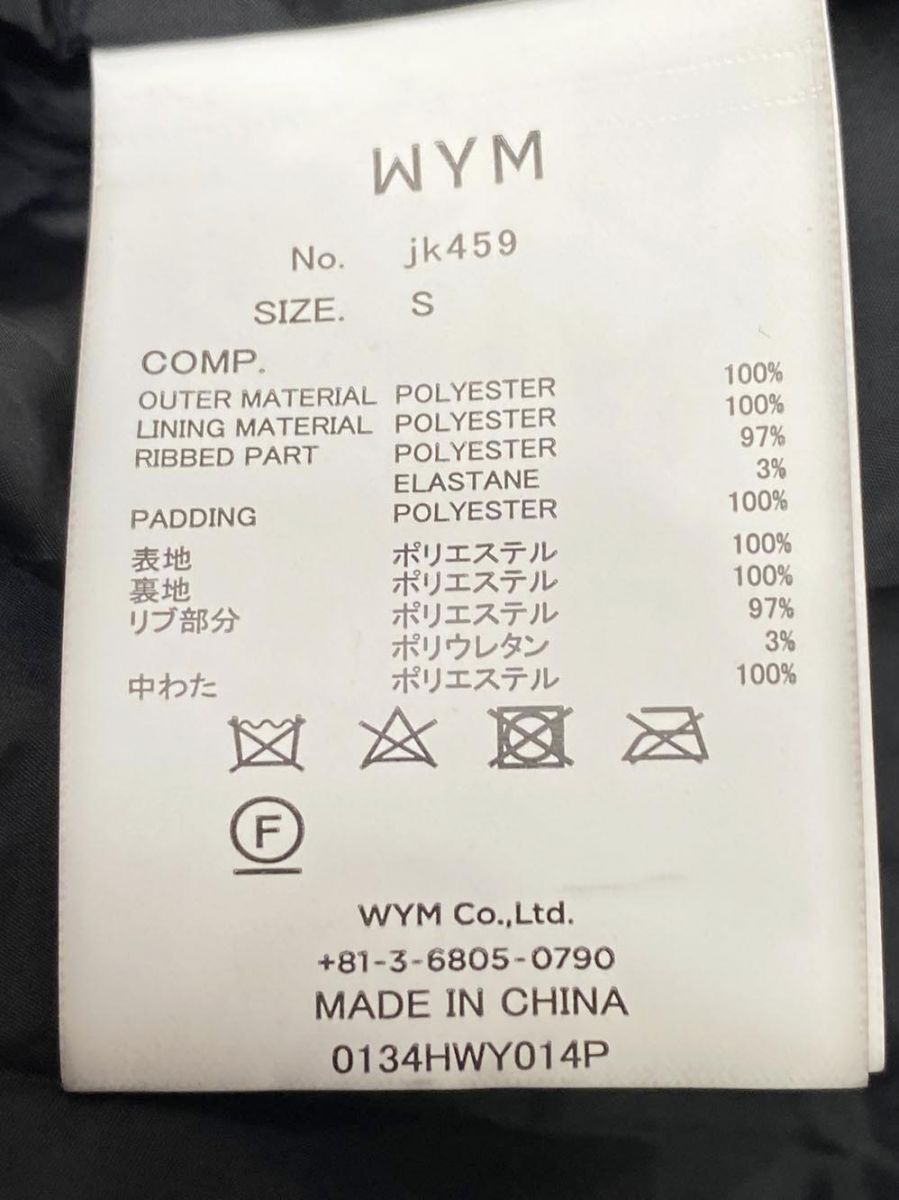 WYM
No. jk459
SIZE. S
COMP.
OUTER MATERIAL POLYESTER 100%
LINING MATERIAL POLYESTER 100%
RIBBED PART POLYESTER 97%
ELASTANE 3%
PADDING POLYESTER 100%
表地 ポリエステル 100%
裏地 ポリエステル 100%
リブ部分 ポリエステル 97%
ポリウレタン 3%
中わた ポリエステル 100%
F
WYM Co.,Ltd.
+81-3-6805-0790
MADE IN CHINA
0134HWY014P